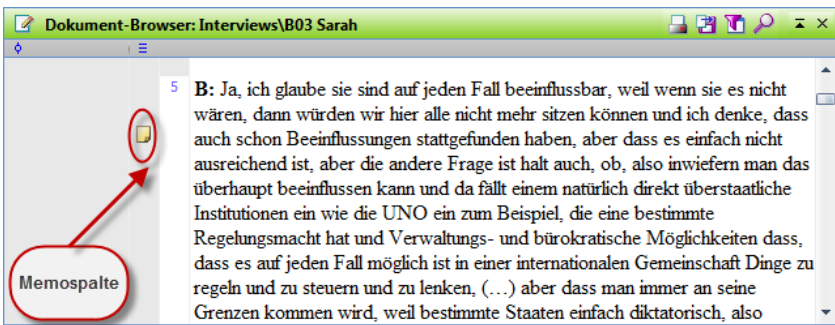 Dokument-Browser: Interviews\B03 Sarah
5 B: Ja, ich glaube sie sind auf jeden Fall beeinflussbar, weil wenn sie es nicht
wären, dann würden wir hier alle nicht mehr sitzen können und ich denke, dass
auch schon Beeinflussungen stattgefunden haben, aber dass es einfach nicht
ausreichend ist, aber die andere Frage ist halt auch, ob, also inwiefern man das
überhaupt beeinflussen kann und da fällt einem natürlich direkt überstaatliche
Institutionen ein wie die UNO ein zum Beispiel, die eine bestimmte
Regelungsmacht hat und Verwaltungs- und bürokratische Möglichkeiten dass,
dass es auf jeden Fall möglich ist in einer internationalen Gemeinschaft Dinge zu
regeln und zu steuern und zu lenken, (…) aber dass man immer an seine
Grenzen kommen wird, weil bestimmte Staaten einfach diktatorisch, also
Memospalte